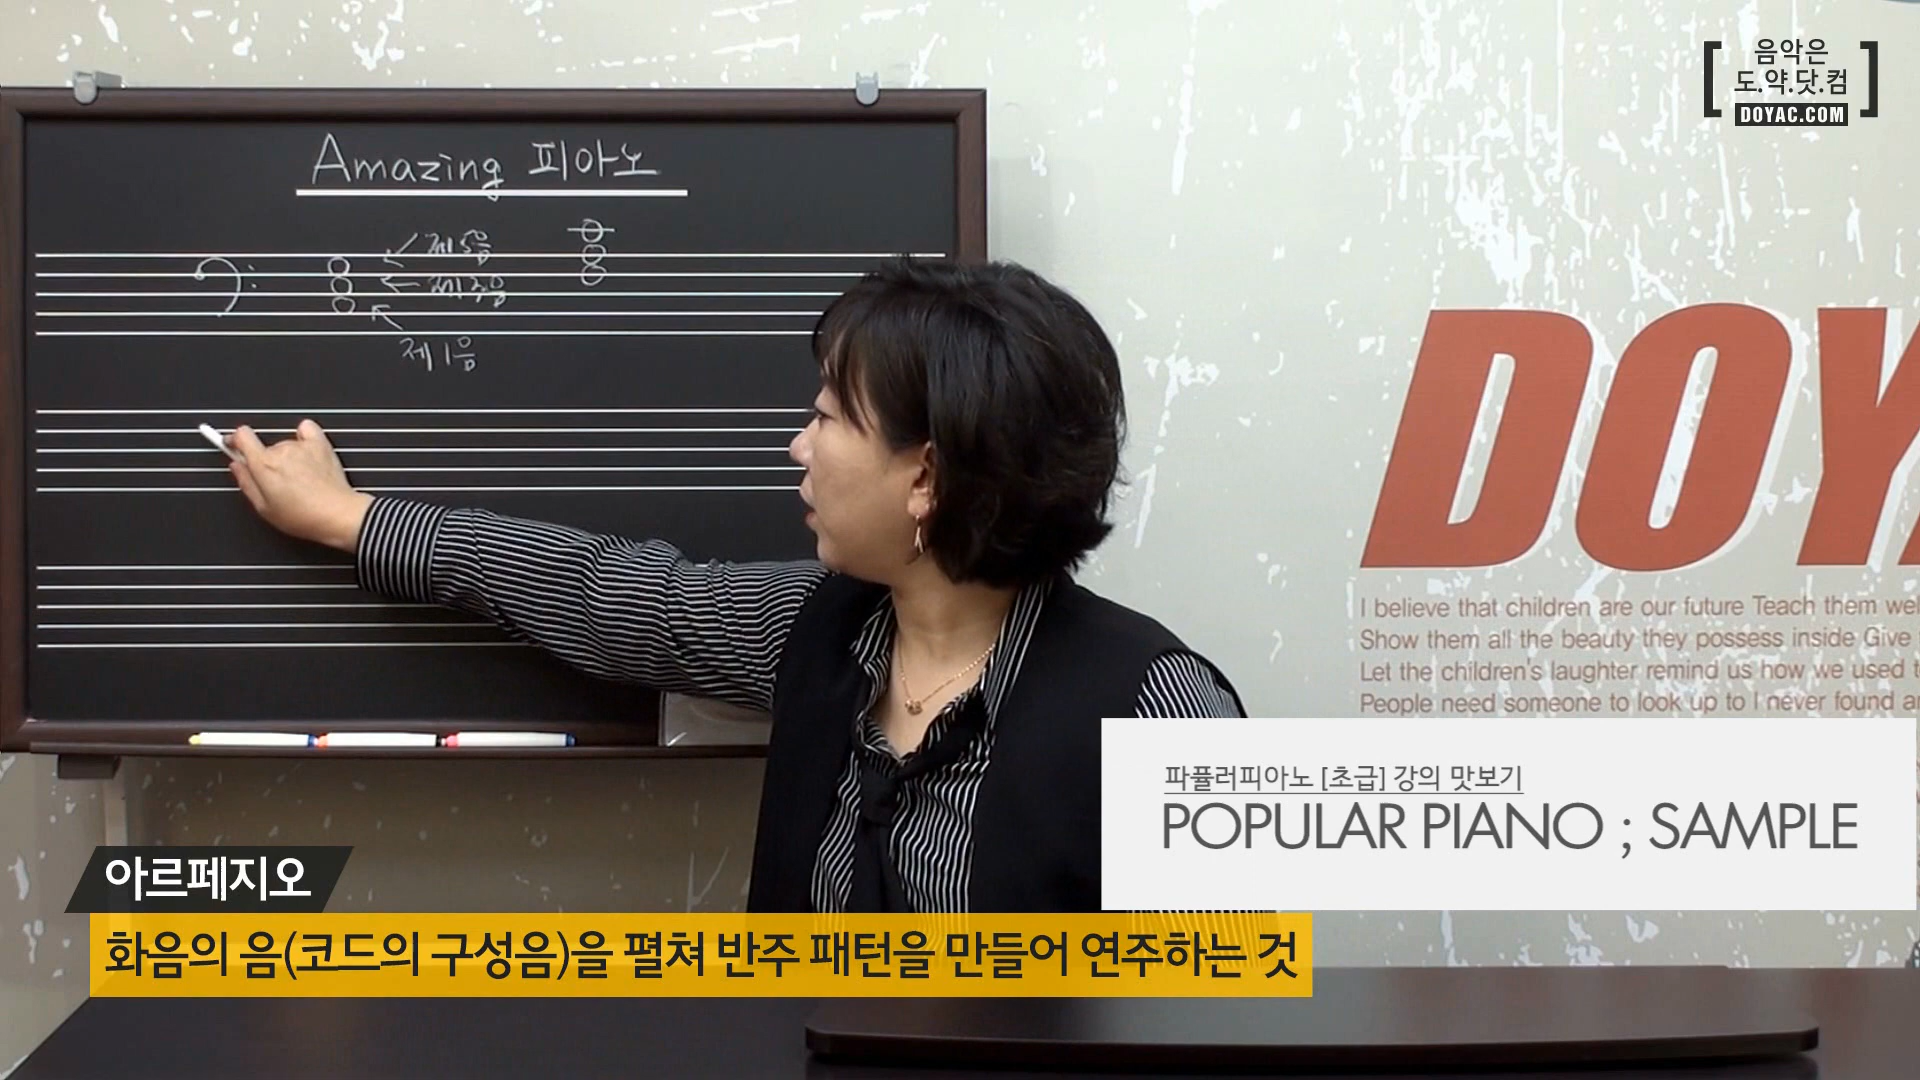 음악은
도.약.닷.컴
DOYAC.COM
Amazing 피아노
제5음
제3음
제1음
DOYA
I believe that children are our future Teach them wel
Show them all the beauty they possess inside Give
Let the children's laughter remind us how we used t
People need someone to look up to I never found a
파퓰러피아노 [초급] 강의 맛보기
POPULAR PIANO ; SAMPLE
아르페지오
화음의 음(코드의 구성음)을 펼쳐 반주 패턴을 만들어 연주하는 것